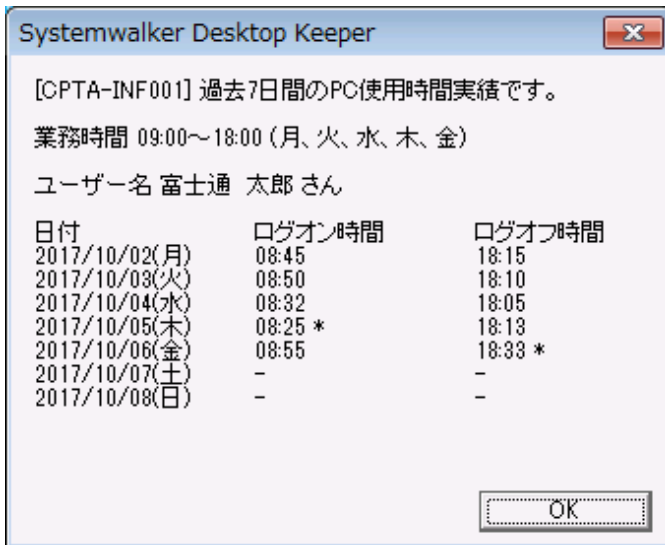 Systemwalker Desktop Keeper
[CPTA-INF001] 過去7日間のPC使用時間実績です。
業務時間 09:00～18:00 (月、火、水、木、金)
ユーザー名 富士通 太郎 さん
日付 ログオン時間 ログオフ時間
2017/10/02(月) 08:45 18:15
2017/10/03(火) 08:50 18:10
2017/10/04(水) 08:32 18:05
2017/10/05(木) 08:25 * 18:13
2017/10/06(金) 08:55 18:33 *
2017/10/07(土) - -
2017/10/08(日) - -
OK